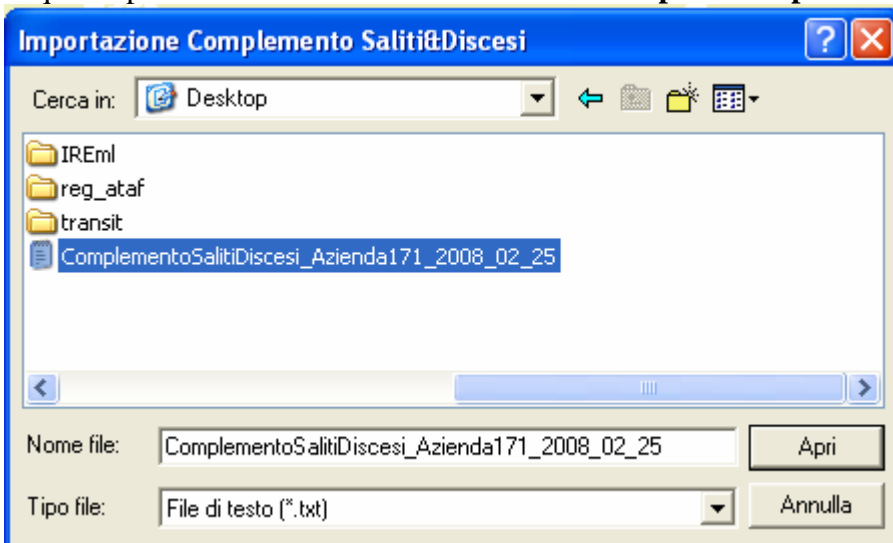 Importazione Complemento Saliti&Discesi
Cerca in: Desktop
IREml
reg_ataf
transit
ComplementoSalitiDiscesi_Azienda171_2008_02_25
Nome file: ComplementoSalitiDiscesi_Azienda171_2008_02_25 Apri
Tipo file: File di testo (*.txt) Annulla